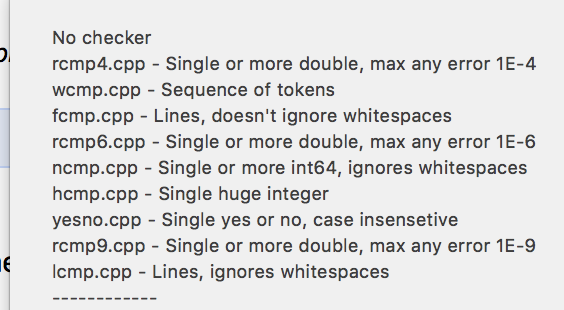 No checker
rcmp4.cpp - Single or more double, max any error 1E-4
wcmp.cpp - Sequence of tokens
fcmp.cpp - Lines, doesn't ignore whitespaces
rcmp6.cpp - Single or more double, max any error 1E-6
ncmp.cpp - Single or more int64, ignores whitespaces
hcmp.cpp - Single huge integer
yesno.cpp - Single yes or no, case insensetive
rcmp9.cpp - Single or more double, max any error 1E-9
lcmp.cpp - Lines, ignores whitespaces
------------